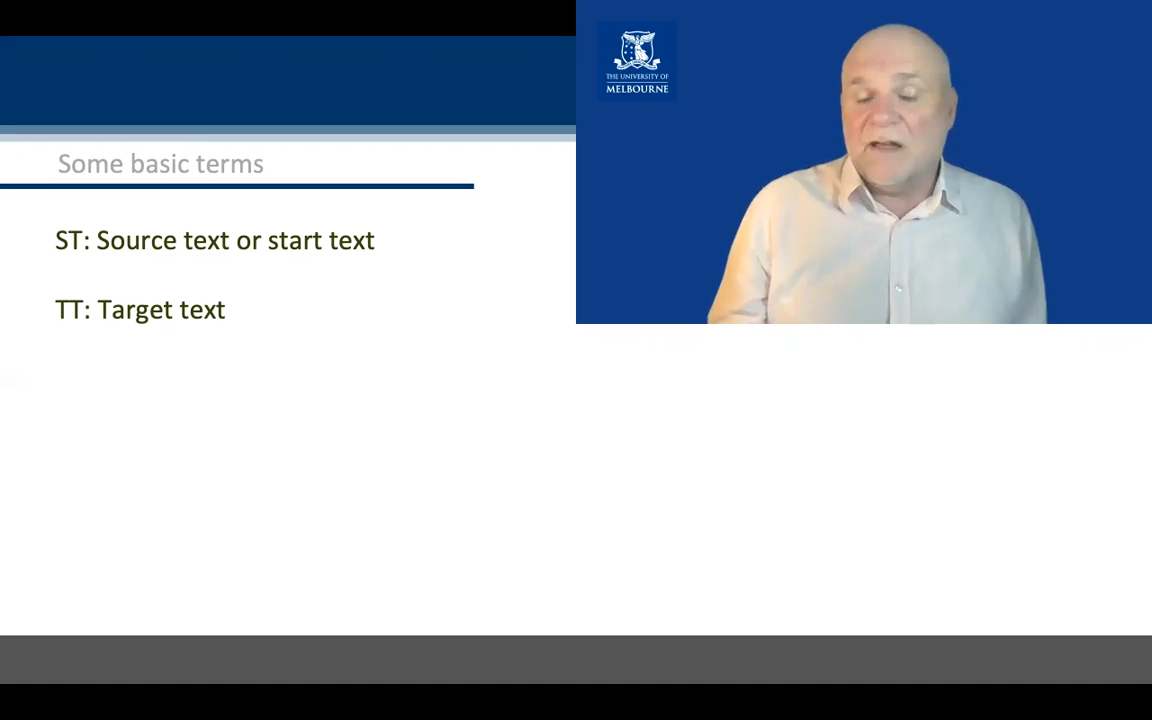 THE UNIVERSITY OF
MELBOURNE
Some basic terms
ST: Source text or start text
TT: Target text